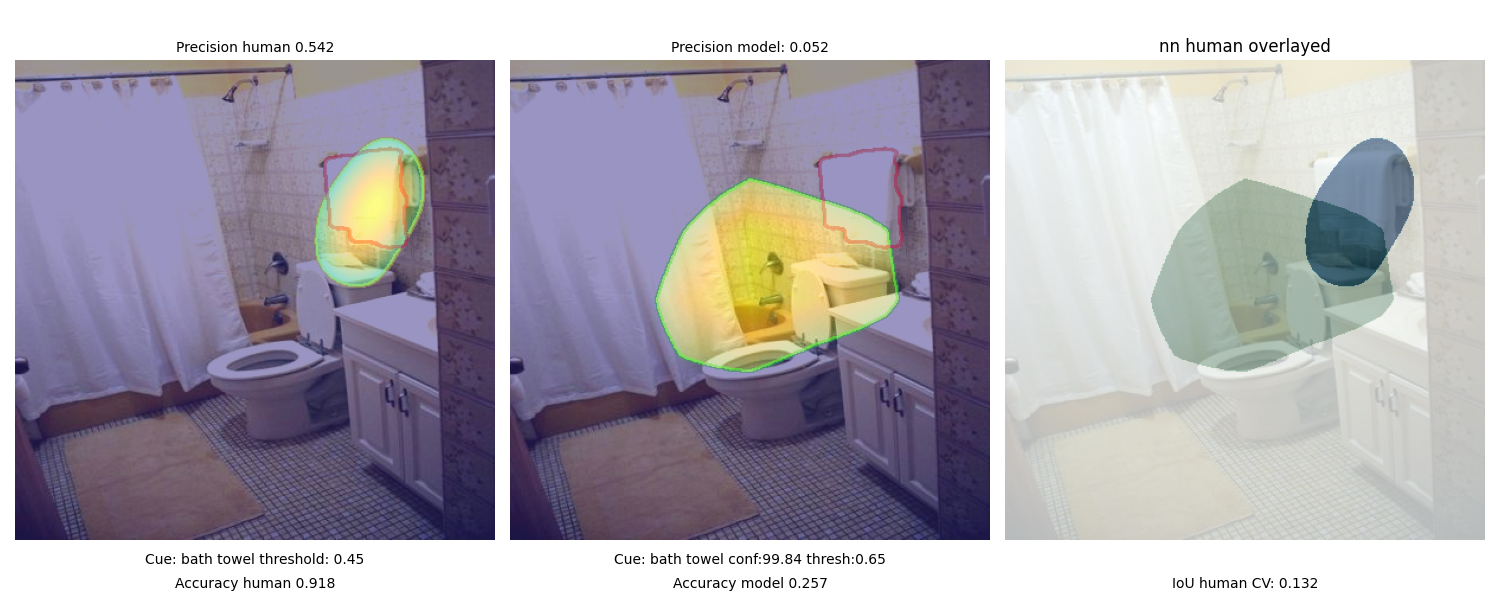 Precision human 0.542
Precision model: 0.052
nn human overlayed
Cue: bath towel threshold: 0.45
Cue: bath towel conf:99.84 thresh:0.65
Accuracy human 0.918
Accuracy model 0.257
IoU human CV: 0.132